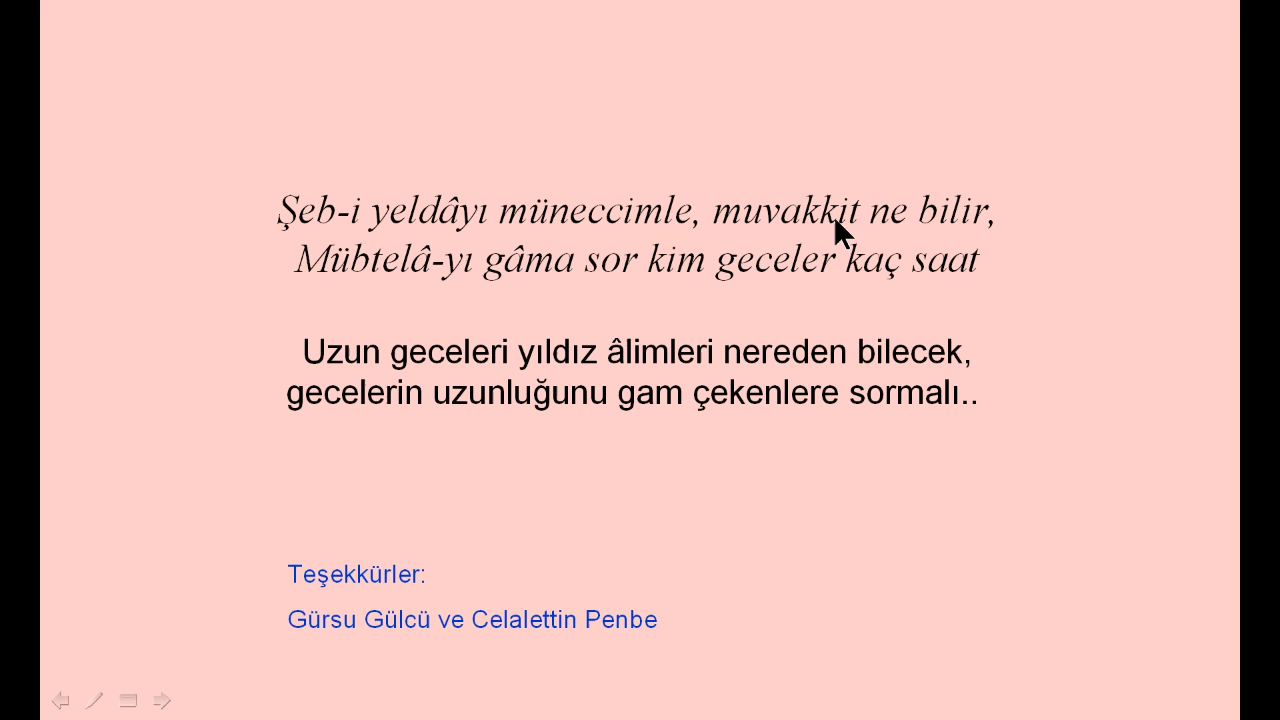 Şeb-i yeldâyı müneccimle, muvakkit ne bilir,
Mübtelâ-yı gâma sor kim geceler kaç saat
Uzun geceleri yıldız âlimleri nereden bilecek,
gecelerin uzunluğunu gam çekenlere sormalı..
Teşekkürler:
Gürsu Gülcü ve Celalettin Penbe